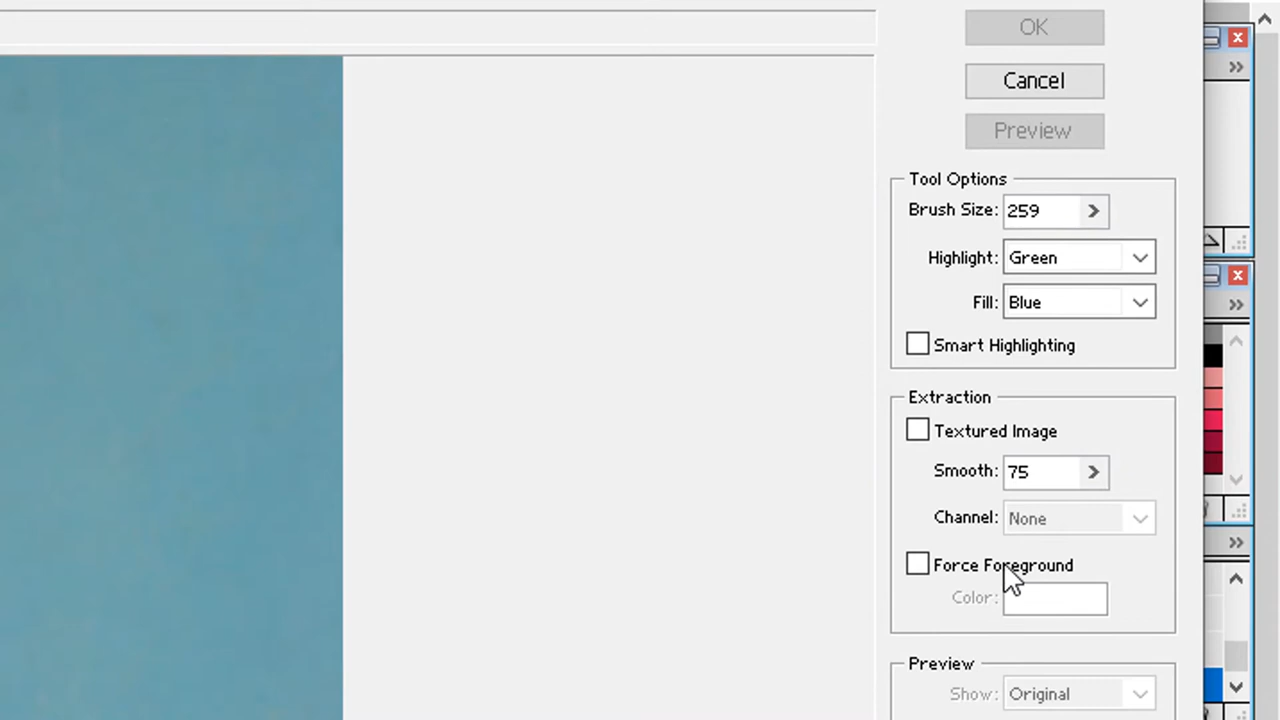 OK
Cancel
Preview
Tool Options
Brush Size: 259
Highlight: Green
Fill: Blue
Smart Highlighting
Extraction
Textured Image
Smooth: 75
Channel: None
Force Foreground
Color:
Preview
Show: Original